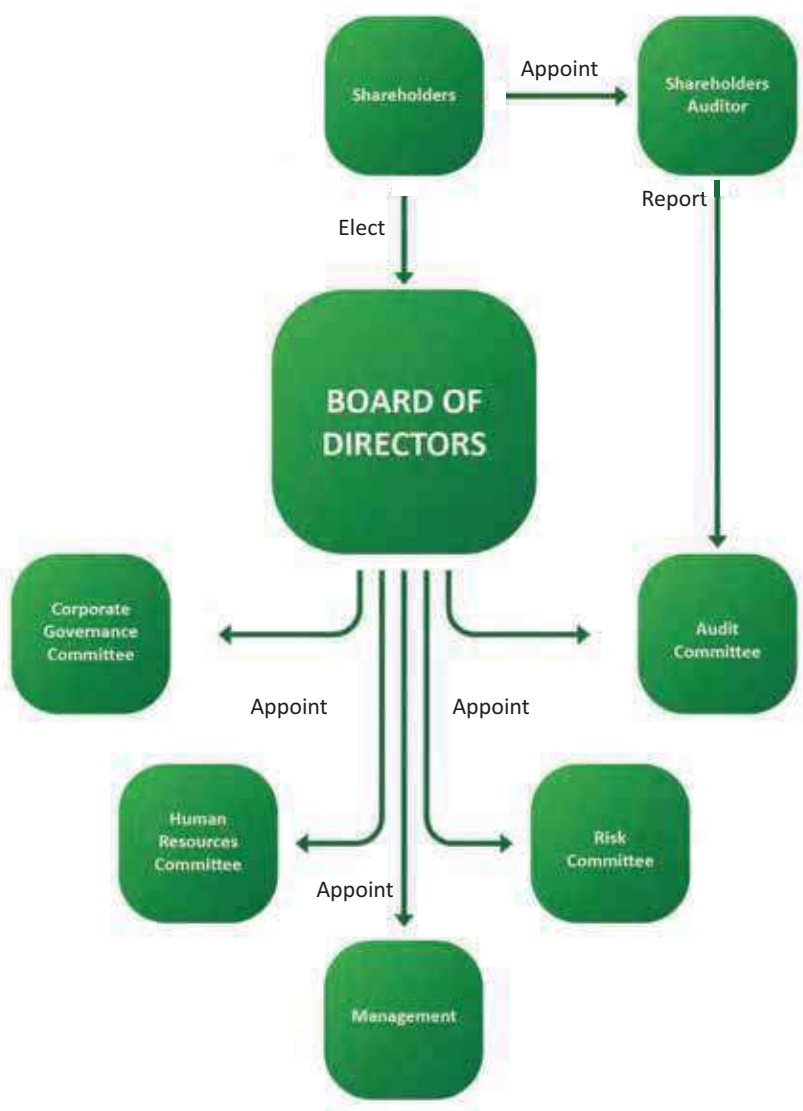 Shareholders
Appoint
Shareholders
Auditor
Elect
Report
BOARD OF
DIRECTORS
Corporate
Governance
Committee
Audit
Committee
Appoint
Appoint
Human
Resources
Committee
Risk
Committee
Appoint
Management